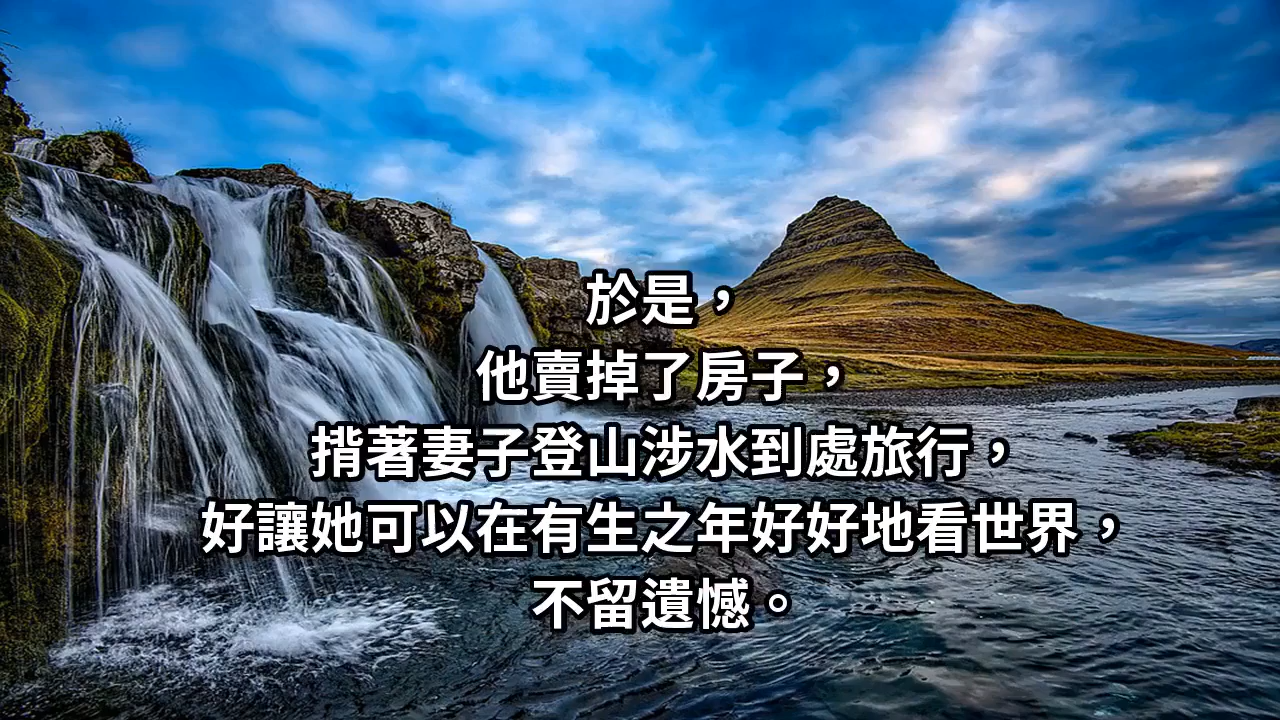 於是，
他賣掉了房子，
揹著妻子登山涉水到處旅行，
好讓她可以在有生之年好好地看世界，
不留遺憾。